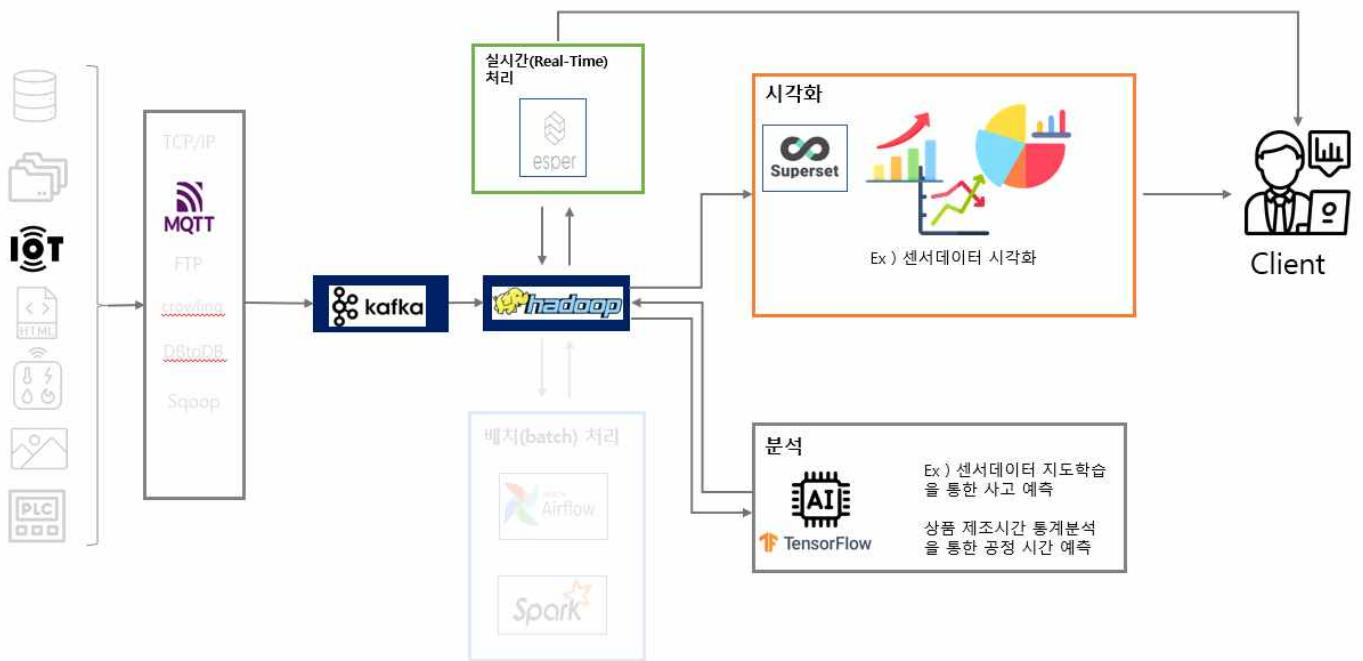 실시간(Real-Time)
처리
esper
시각화
Superset
Ex ) 센서데이터 시각화
Client
IOT
HTML
PLC
TCP/IP
MQTT
FTP
crowling
DBtoDB
Sqoop
kafka
hadoop
배치(batch) 처리
Airflow
Spark
분석
AI
TensorFlow
Ex ) 센서데이터 지도학습
을 통한 사고 예측
상품 제조시간 통계분석
을 통한 공정 시간 예측